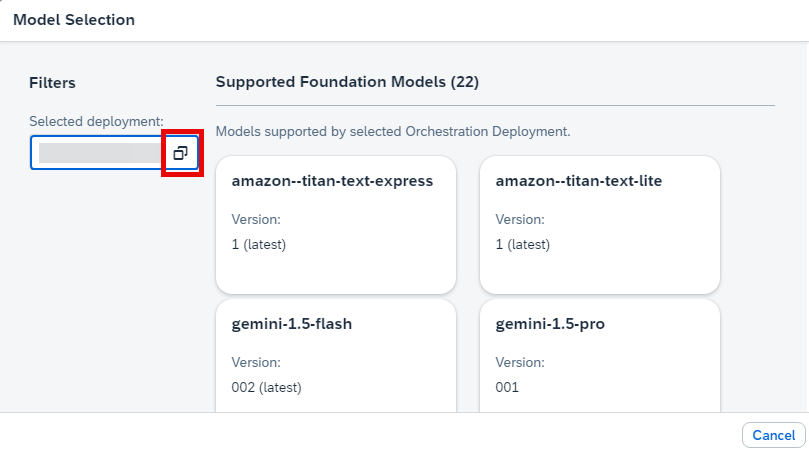 Model Selection
Filters
Selected deployment:
Supported Foundation Models (22)
Models supported by selected Orchestration Deployment.
amazon--titan-text-express
Version:
1 (latest)
amazon--titan-text-lite
Version:
1 (latest)
gemini-1.5-flash
Version:
002 (latest)
gemini-1.5-pro
Version:
001
Cancel